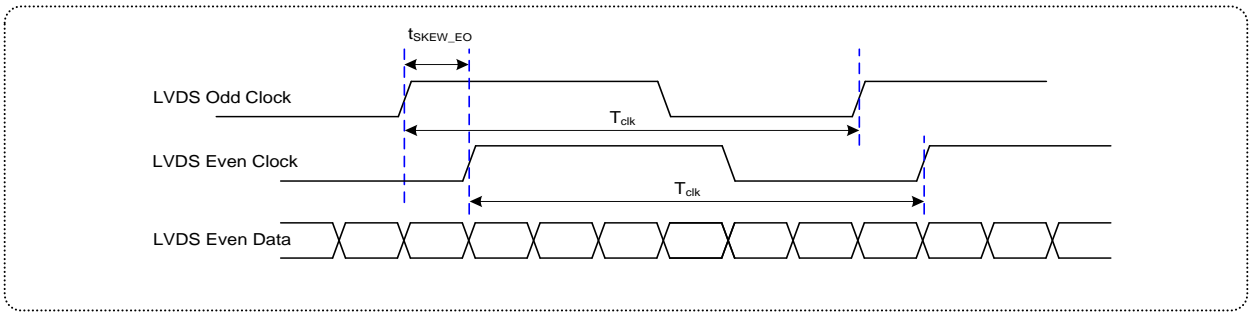 tSKEW_EO
LVDS Odd Clock
Tclk
LVDS Even Clock
Tclk
LVDS Even Data